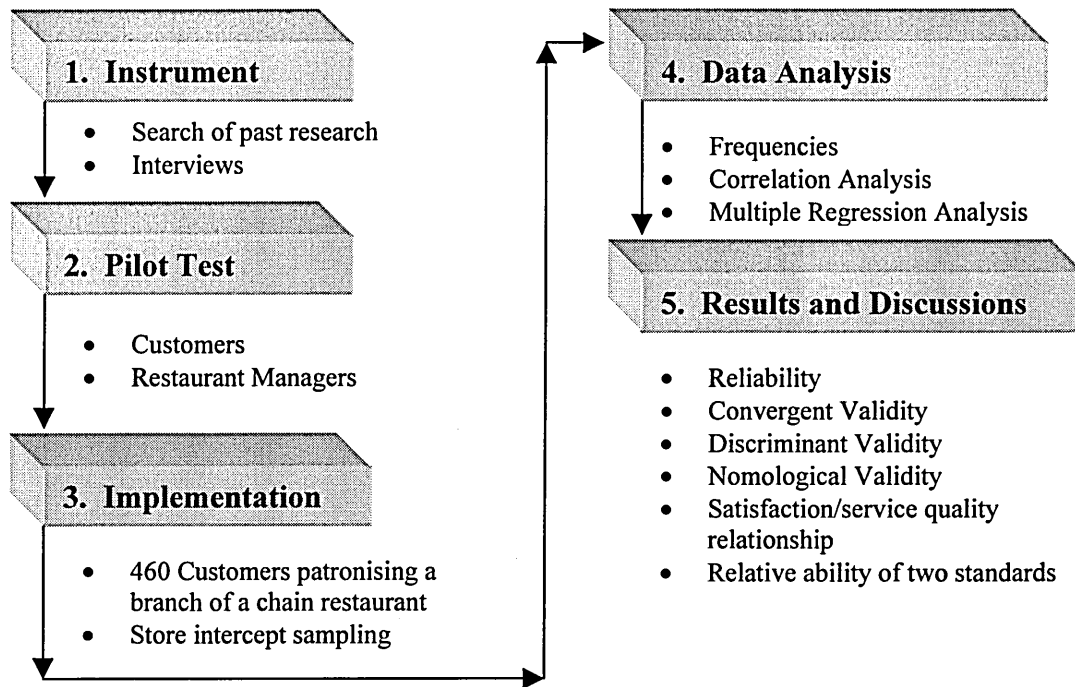 1. Instrument
• Search of past research
• Interviews
2. Pilot Test
• Customers
• Restaurant Managers
3. Implementation
• 460 Customers patronising a
branch of a chain restaurant
• Store intercept sampling
4. Data Analysis
• Frequencies
• Correlation Analysis
• Multiple Regression Analysis
5. Results and Discussions
• Reliability
• Convergent Validity
• Discriminant Validity
• Nomological Validity
• Satisfaction/service quality
relationship
• Relative ability of two standards